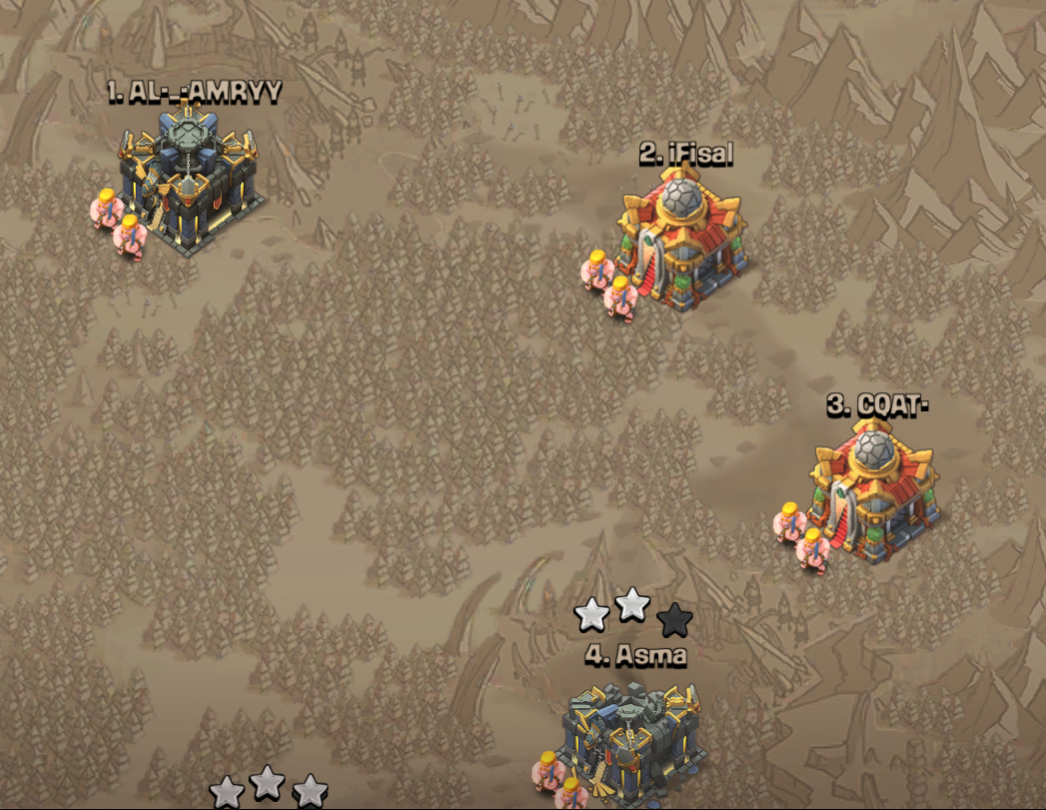 1. AL-_-AMRYY
2. iFisal
3. CQAT-
4. Asma